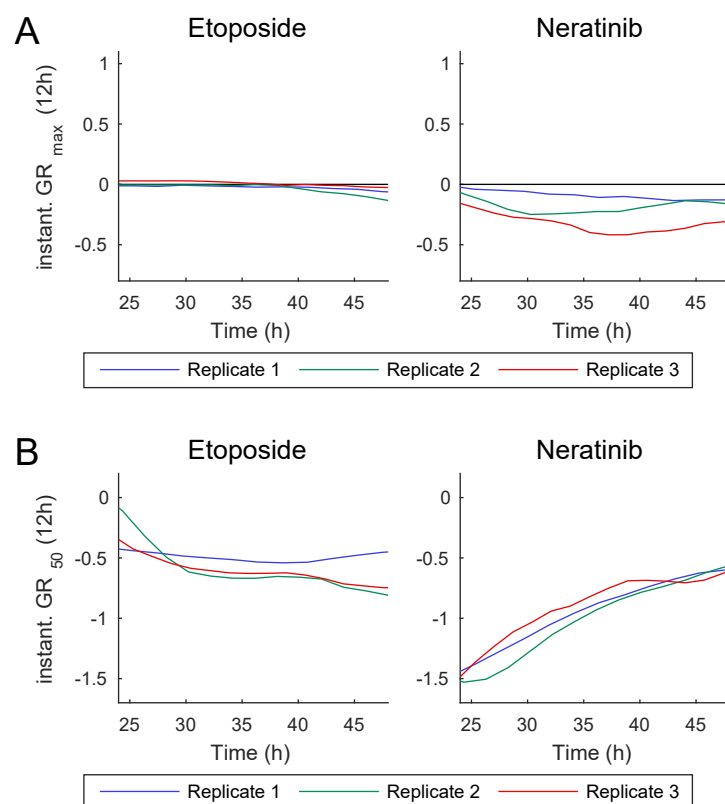 A
Etoposide
Neratinib
instant. GR max (12h)
1
0.5
0
-0.5
25 30 35 40 45
Time (h)
1
0.5
0
-0.5
25 30 35 40 45
Time (h)
Replicate 1 Replicate 2 Replicate 3
B
Etoposide
Neratinib
instant. GR 50 (12h)
0
-0.5
-1
-1.5
25 30 35 40 45
Time (h)
0
-0.5
-1
-1.5
25 30 35 40 45
Time (h)
Replicate 1 Replicate 2 Replicate 3